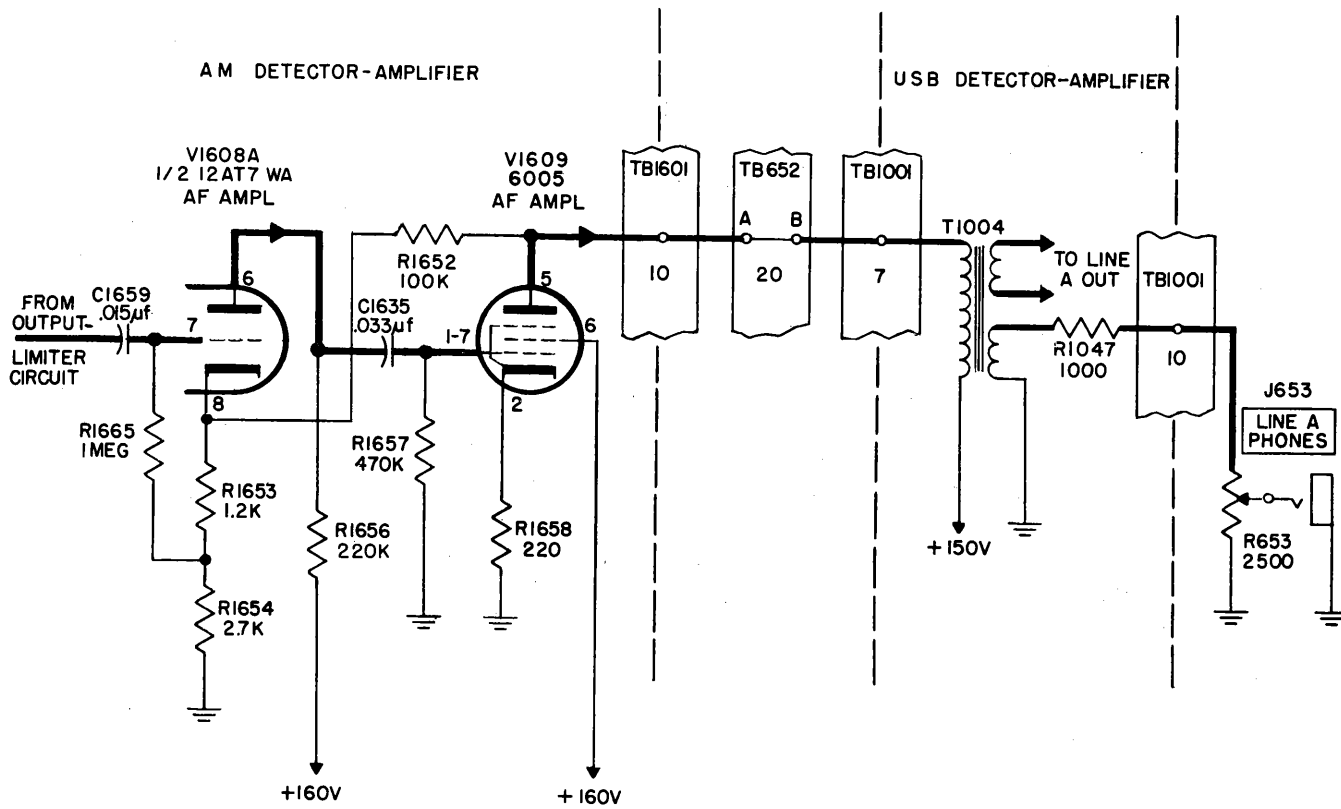 AM DETECTOR-AMPLIFIER
USB DETECTOR-AMPLIFIER
V1608A
1/2 12AT7 WA
AF AMPL
V1609
6005
AF AMPL
TB1601
10
TB652
A B
20
TB1001
7
T1004
TO LINE
A OUT
TB1001
10
R1652
100K
6
5
FROM
OUTPUT-
LIMITER
CIRCUIT
C1659
.015µf
7
8
C1635
.033µf
1-7
6
2
R1047
1000
J653
LINE A
PHONES
R1665
1 MEG
R1653
1.2K
R1654
2.7K
R1656
220K
R1657
470K
R1658
220
R653
2500
+150V
+160V
+160V